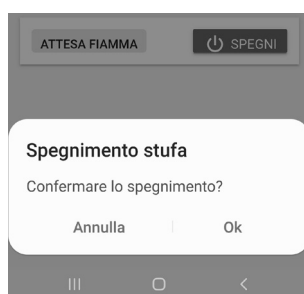 ATTESA FIAMMA SPEGNI
Spegnimento stufa
Confermare lo spegnimento?
Annulla Ok